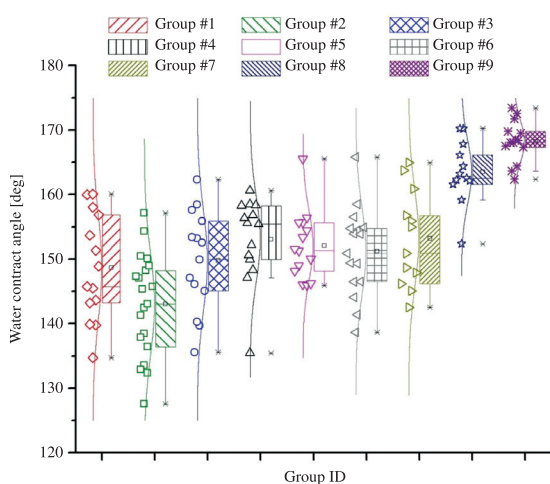 Group #1 Group #2 Group #3
Group #4 Group #5 Group #6
Group #7 Group #8 Group #9
180
170
160
150
140
130
120
Water contract angle [deg]
Group ID